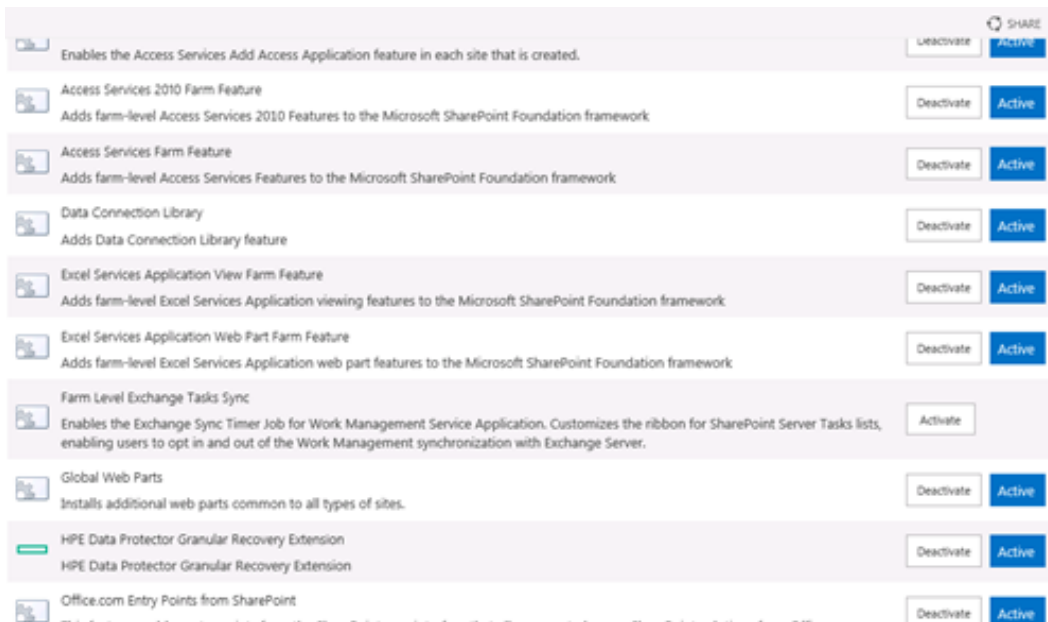 SHARE
Deactivate Active
Enables the Access Services Add Access Application feature in each site that is created.
Access Services 2010 Farm Feature
Deactivate Active
Adds farm-level Access Services 2010 Features to the Microsoft SharePoint Foundation framework
Access Services Farm Feature
Deactivate Active
Adds farm-level Access Services Features to the Microsoft SharePoint Foundation framework
Data Connection Library
Deactivate Active
Adds Data Connection Library feature
Excel Services Application View Farm Feature
Deactivate Active
Adds farm-level Excel Services Application viewing features to the Microsoft SharePoint Foundation framework
Excel Services Application Web Part Farm Feature
Deactivate Active
Adds farm-level Excel Services Application web part features to the Microsoft SharePoint Foundation framework
Farm Level Exchange Tasks Sync
Activate
Enables the Exchange Sync Timer Job for Work Management Service Application. Customizes the ribbon for SharePoint Server Tasks lists,
enabling users to opt in and out of the Work Management synchronization with Exchange Server.
Global Web Parts
Deactivate Active
Installs additional web parts common to all types of sites.
HPE Data Protector Granular Recovery Extension
Deactivate Active
HPE Data Protector Granular Recovery Extension
Office.com Entry Points from SharePoint
Deactivate Active